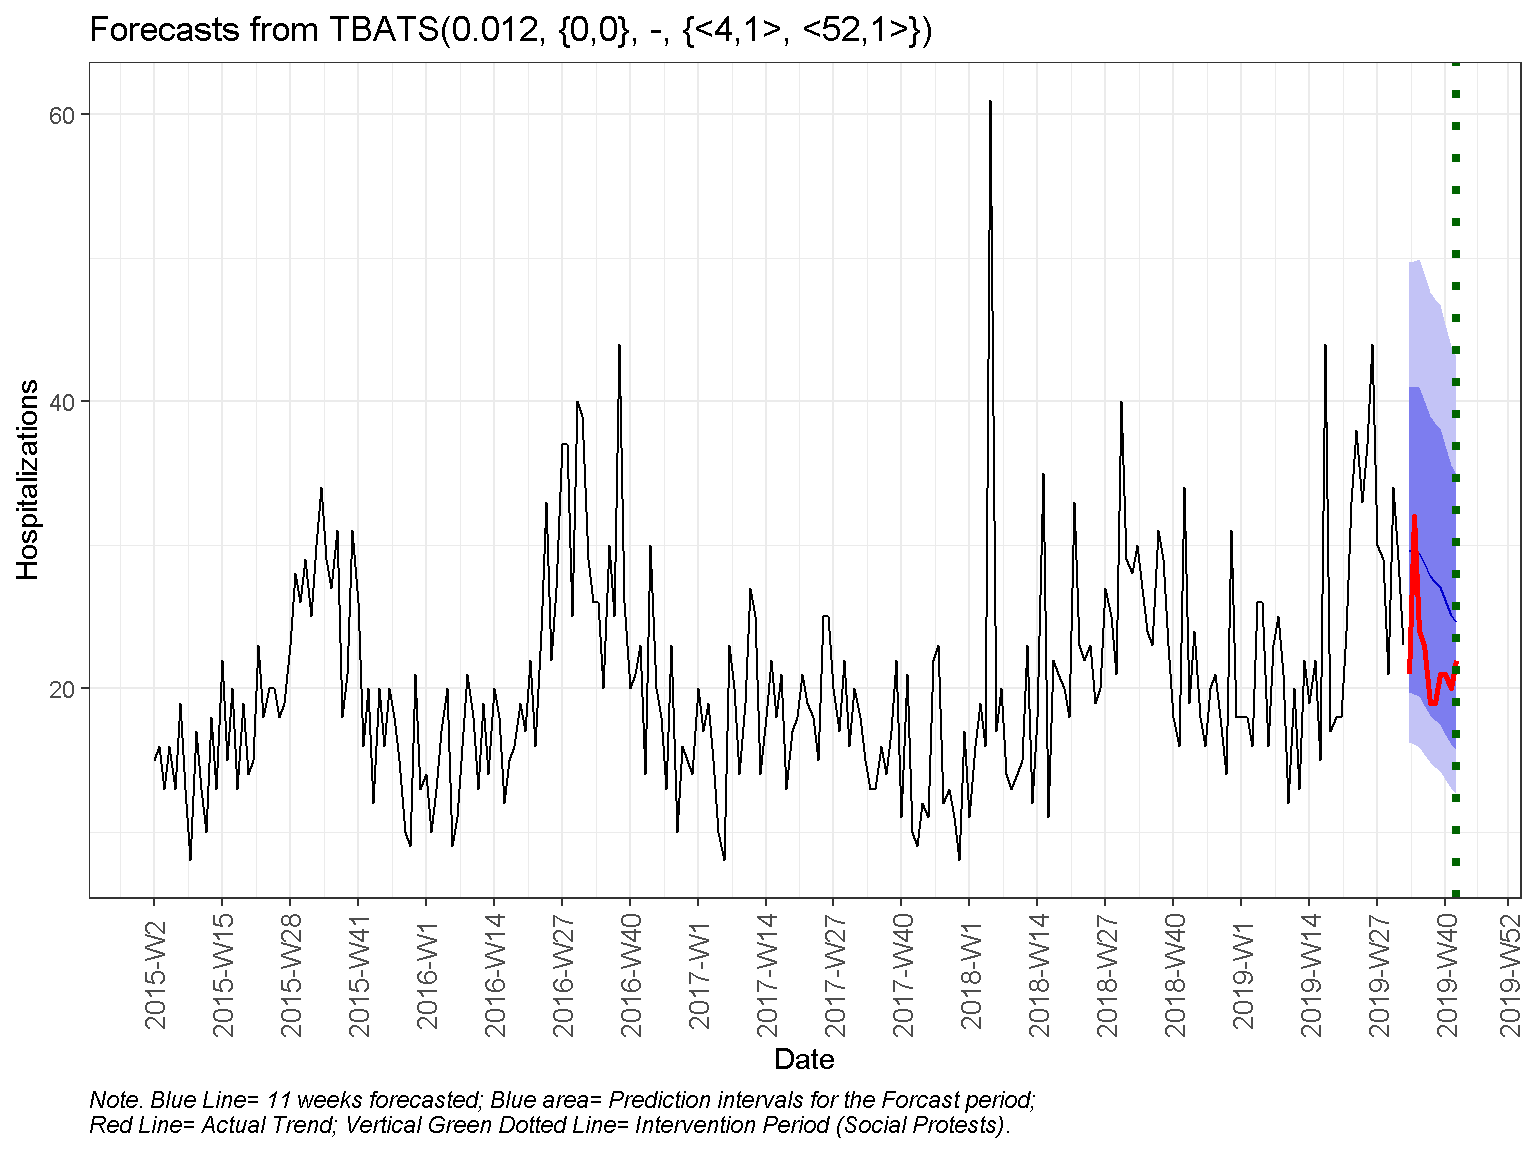 Forecasts from TBATS(0.012, {0,0}, -, {<4,1>, <52,1>})
60
40
20
Hospitalizations
2015-W2
2015-W15
2015-W28
2015-W41
2016-W1
2016-W14
2016-W27
2016-W40
2017-W1
2017-W14
2017-W27
2017-W40
2018-W1
2018-W14
2018-W27
2018-W40
2019-W1
2019-W14
2019-W27
2019-W40
2019-W52
Date
Note. Blue Line= 11 weeks forecasted; Blue area= Prediction intervals for the Forcast period;
Red Line= Actual Trend; Vertical Green Dotted Line= Intervention Period (Social Protests).